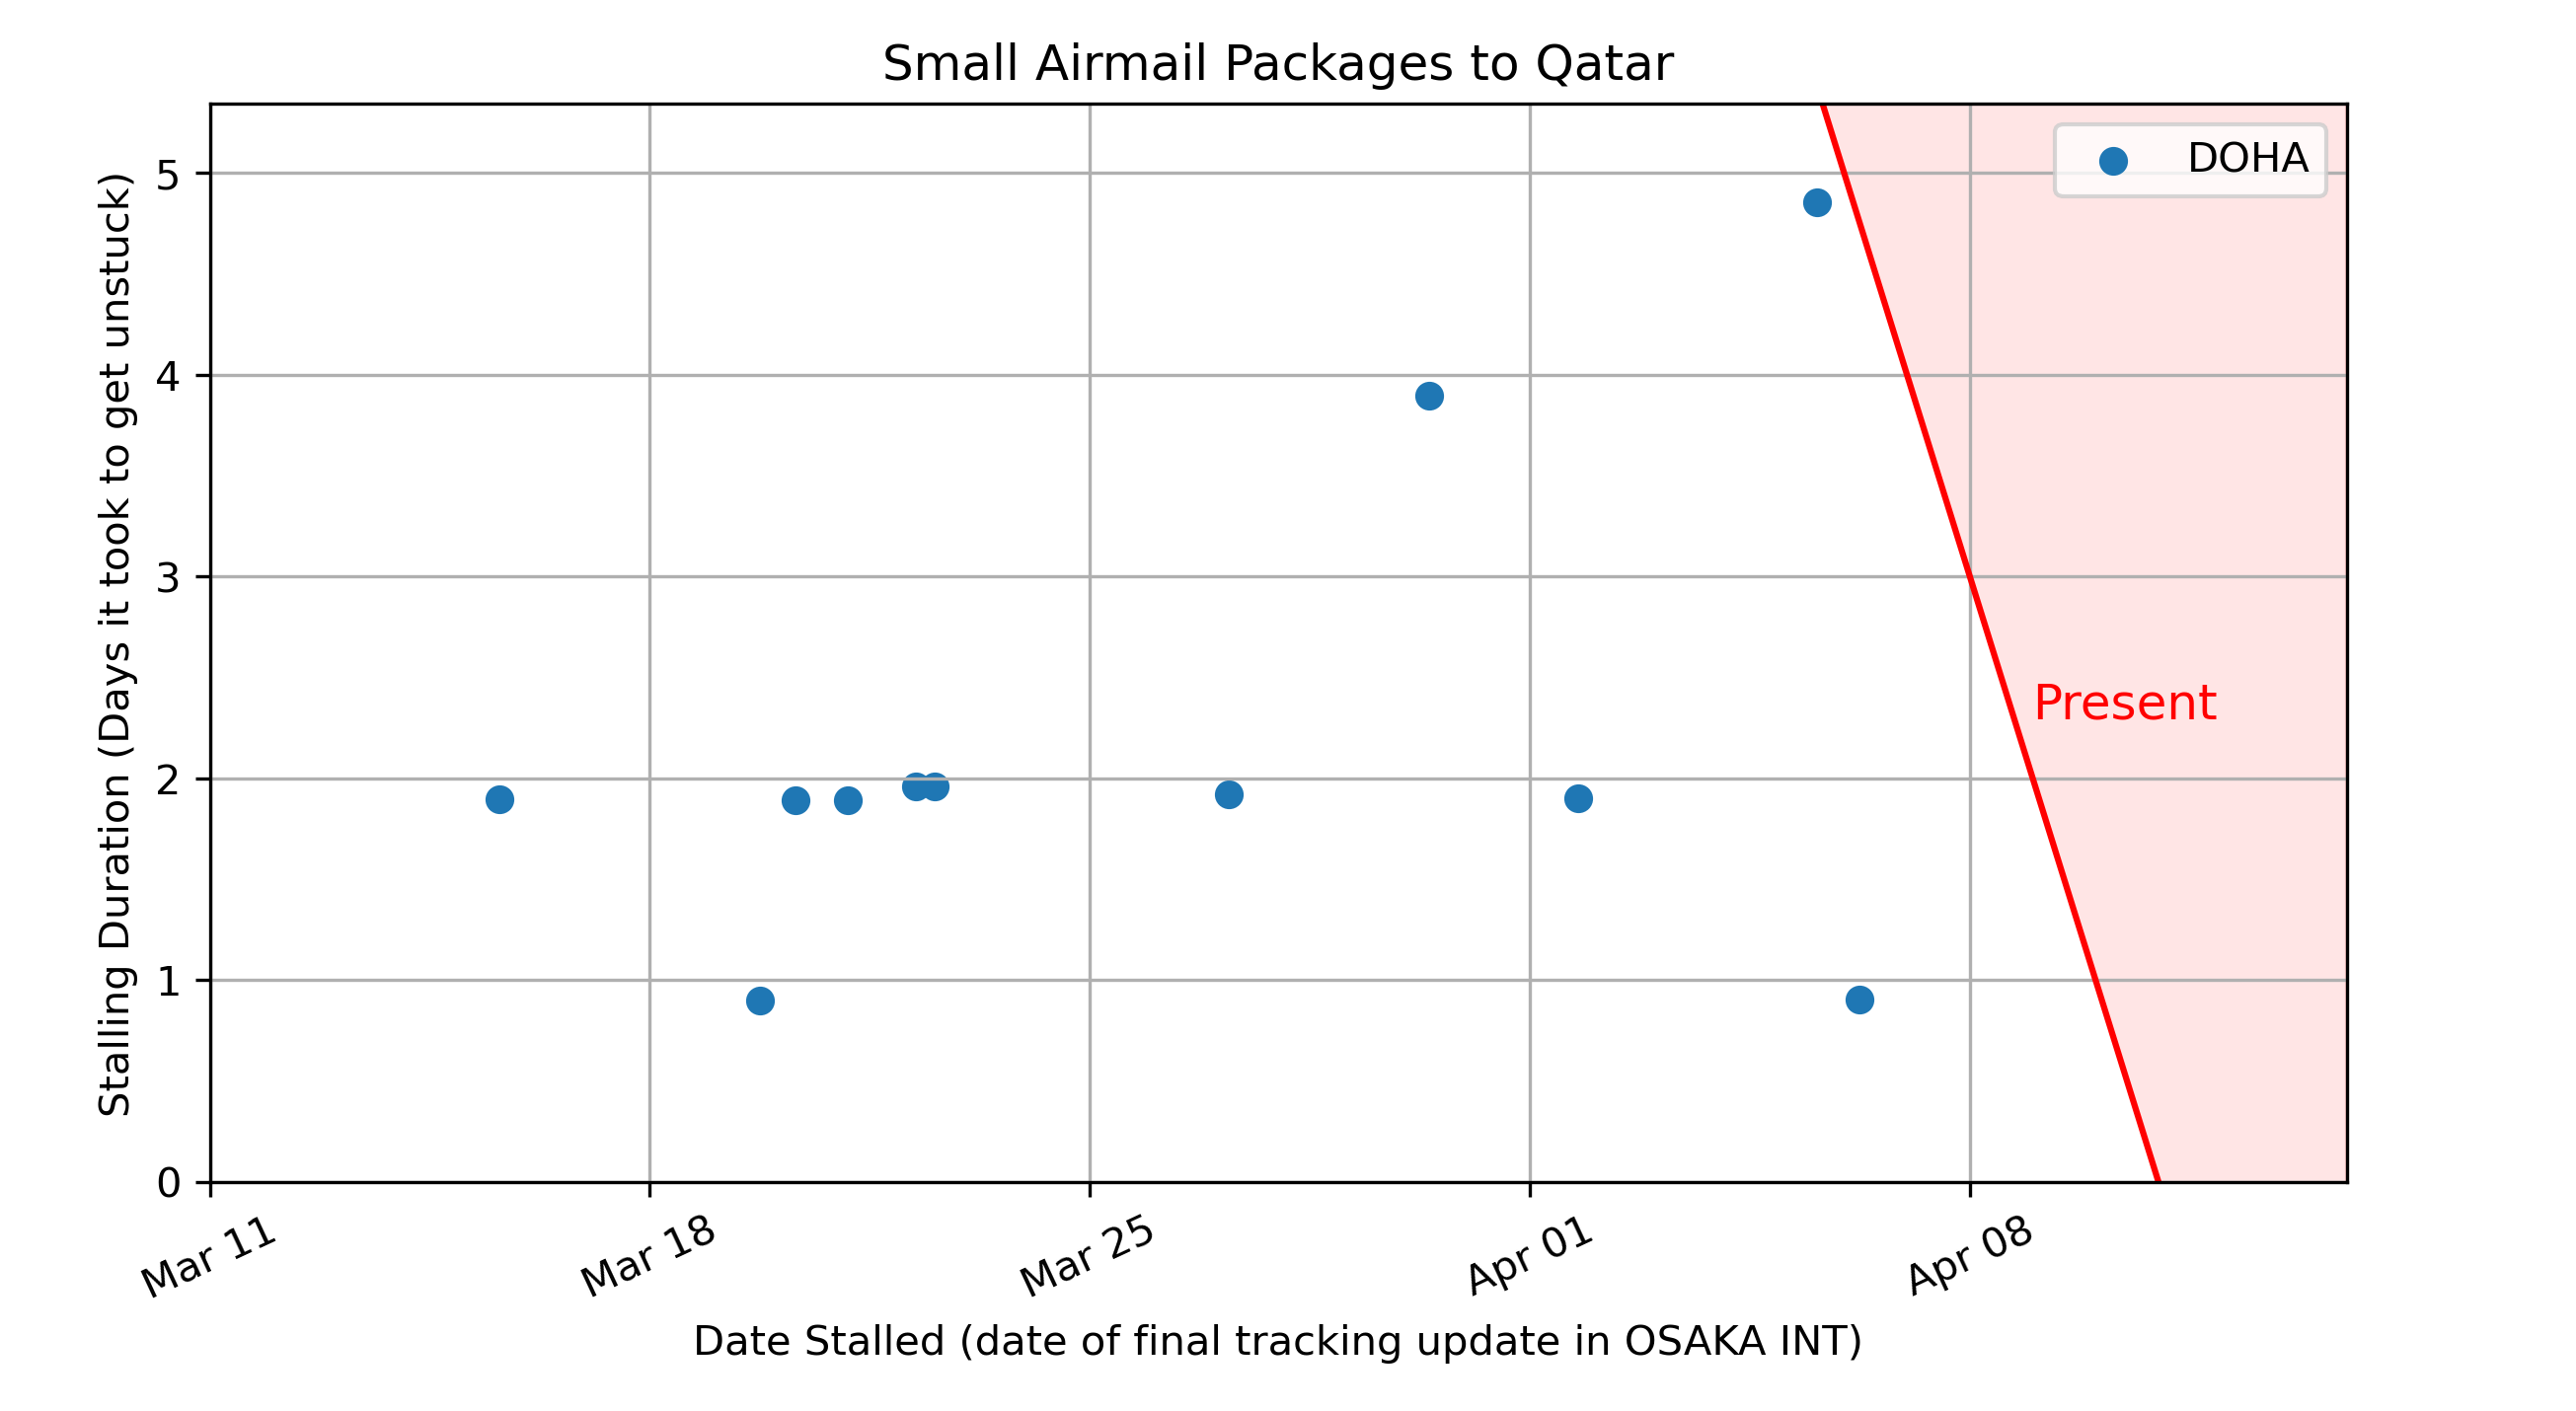 Small Airmail Packages to Qatar
DOHA
Stalling Duration (Days it took to get unstuck)
5
4
3
2
1
0
Present
Mar 11
Mar 18
Mar 25
Apr 01
Apr 08
Date Stalled (date of final tracking update in OSAKA INT)